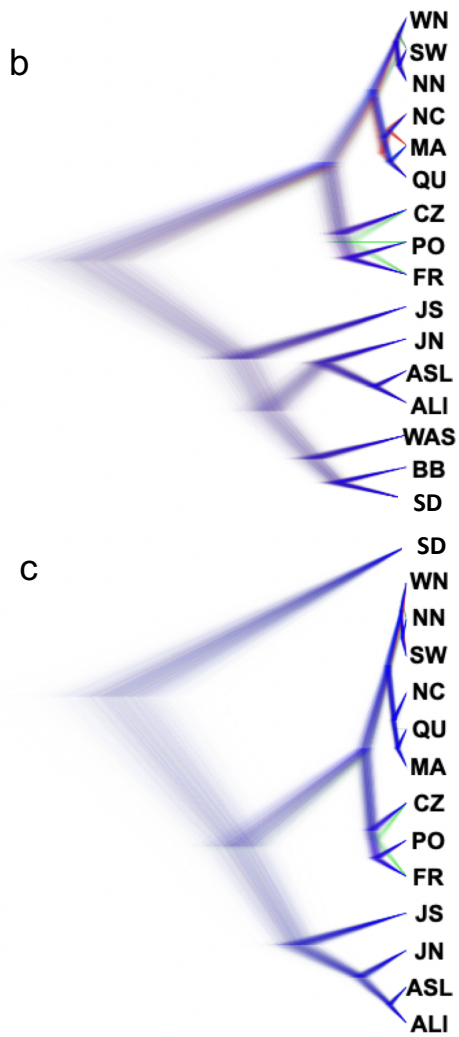 b
WN
SW
NN
NC
MA
QU
CZ
PO
FR
JS
JN
ASL
ALI
WAS
BB
SD
c
SD
WN
NN
SW
NC
QU
MA
CZ
PO
FR
JS
JN
ASL
ALI